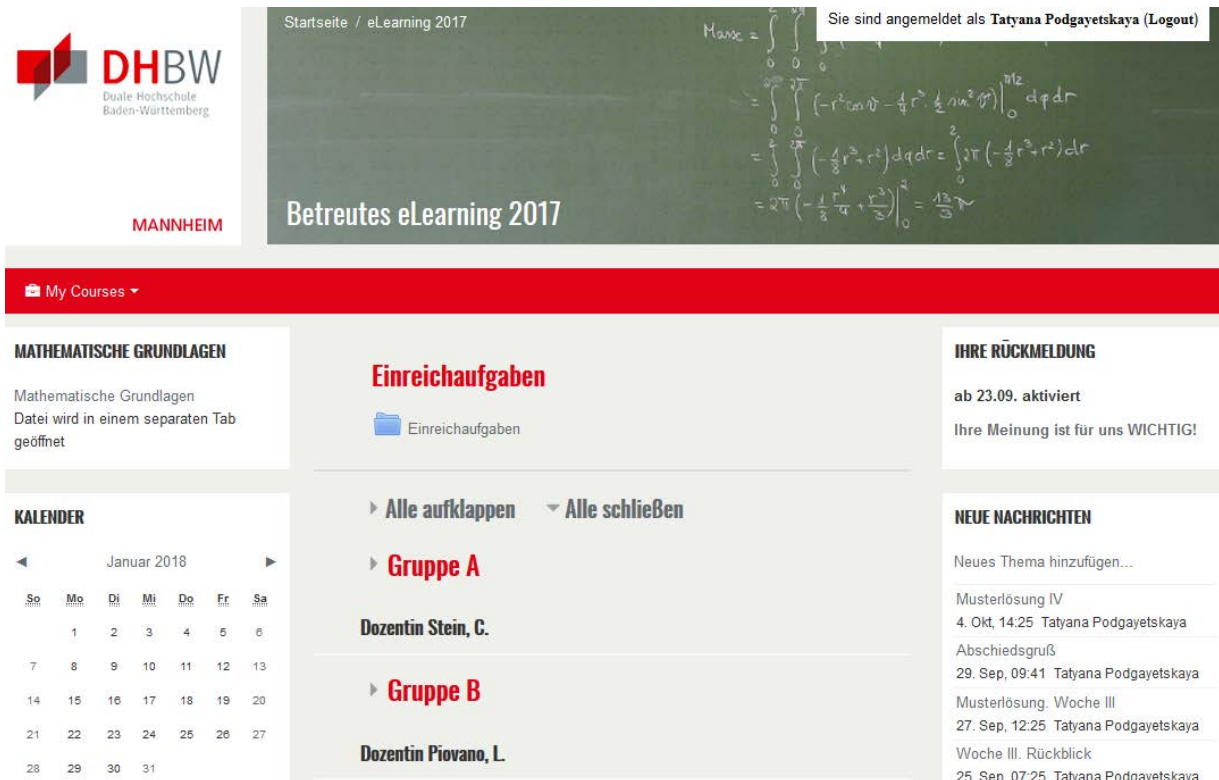 DHBW
Duale Hochschule
Baden-Württemberg
MANNHEIM
Startseite / eLearning 2017
Sie sind angemeldet als Tatyana Podgayetskaya (Logout)
Betreutes eLearning 2017
My Courses
MATHEMATISCHE GRUNDLAGEN
Mathematische Grundlagen
Datei wird in einem separaten Tab
geöffnet
KALENDER
◄ Januar 2018 ►
So Mo Di Mi Do Fr Sa
1 2 3 4 5 6
7 8 9 10 11 12 13
14 15 16 17 18 19 20
21 22 23 24 25 26 27
28 29 30 31
Einreichaufgaben
Einreichaufgaben
Alle aufklappen Alle schließen
Gruppe A
Dozentin Stein, C.
Gruppe B
Dozentin Piovano, L.
IHRE RÜCKMELDUNG
ab 23.09. aktiviert
Ihre Meinung ist für uns WICHTIG!
NEUE NACHRICHTEN
Neues Thema hinzufügen...
Musterlösung IV
4. Okt, 14:25 Tatyana Podgayetskaya
Abschiedsgruß
29. Sep, 09:41 Tatyana Podgayetskaya
Musterlösung. Woche III
27. Sep, 12:25 Tatyana Podgayetskaya
Woche III. Rückblick
25. Sep, 07:25 Tatyana Podgayetskaya